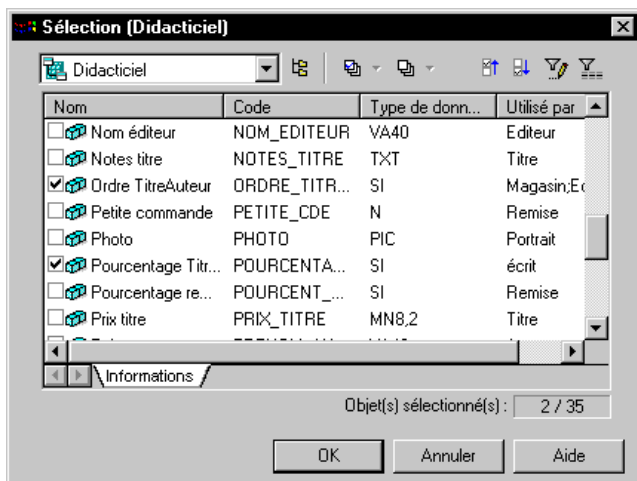 Sélection (Didacticiel)
Didacticiel
Nom Code Type de donn... Utilisé par
Nom éditeur NOM_EDITEUR VA40 Editeur
Notes titre NOTES_TITRE TXT Titre
Ordre TitreAuteur ORDRE_TITR... SI Magasin;Ec
Petite commande PETITE_CDE N Remise
Photo PHOTO PIC Portrait
Pourcentage Titr... POURCENTA... SI écrit
Pourcentage re... POURCENT_... SI Remise
Prix titre PRIX_TITRE MN8,2 Titre
Informations
Objet(s) sélectionné(s) : 2 / 35
OK Annuler Aide